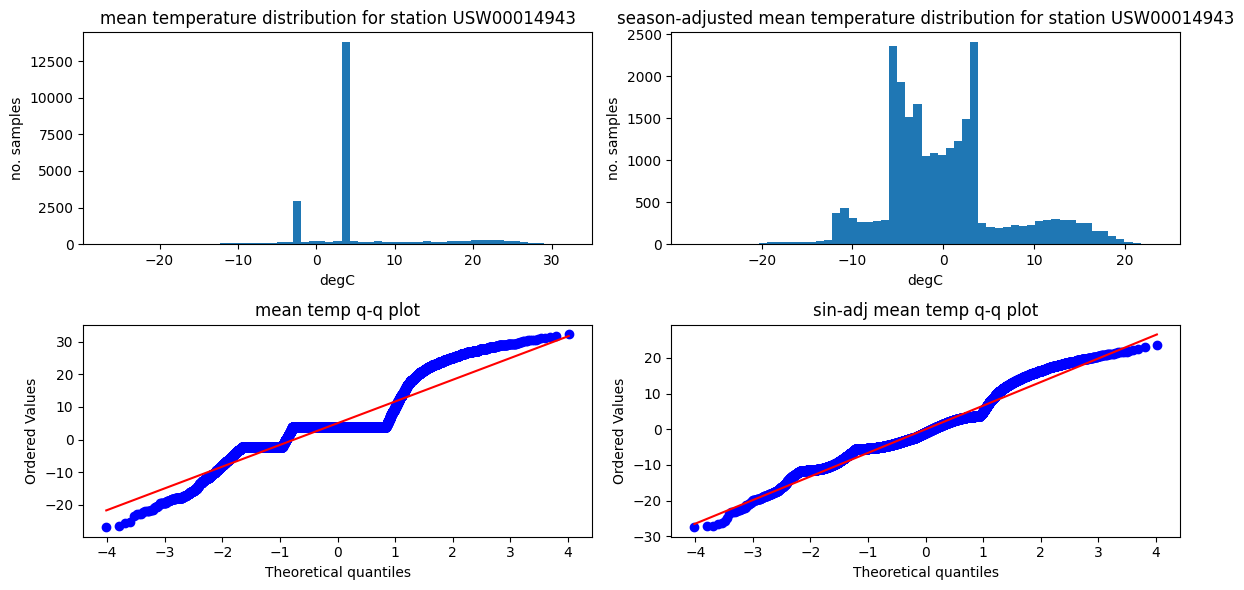 mean temperature distribution for station USW00014943
no. samples
12500
10000
7500
5000
2500
0
−20 −10 0 10 20 30
degC
season-adjusted mean temperature distribution for station USW00014943
no. samples
2500
2000
1500
1000
500
0
−20 −10 0 10 20
degC
mean temp q-q plot
Ordered Values
30
20
10
0
−10
−20
−4 −3 −2 −1 0 1 2 3 4
Theoretical quantiles
sin-adj mean temp q-q plot
Ordered Values
20
10
0
−10
−20
−30
−4 −3 −2 −1 0 1 2 3 4
Theoretical quantiles